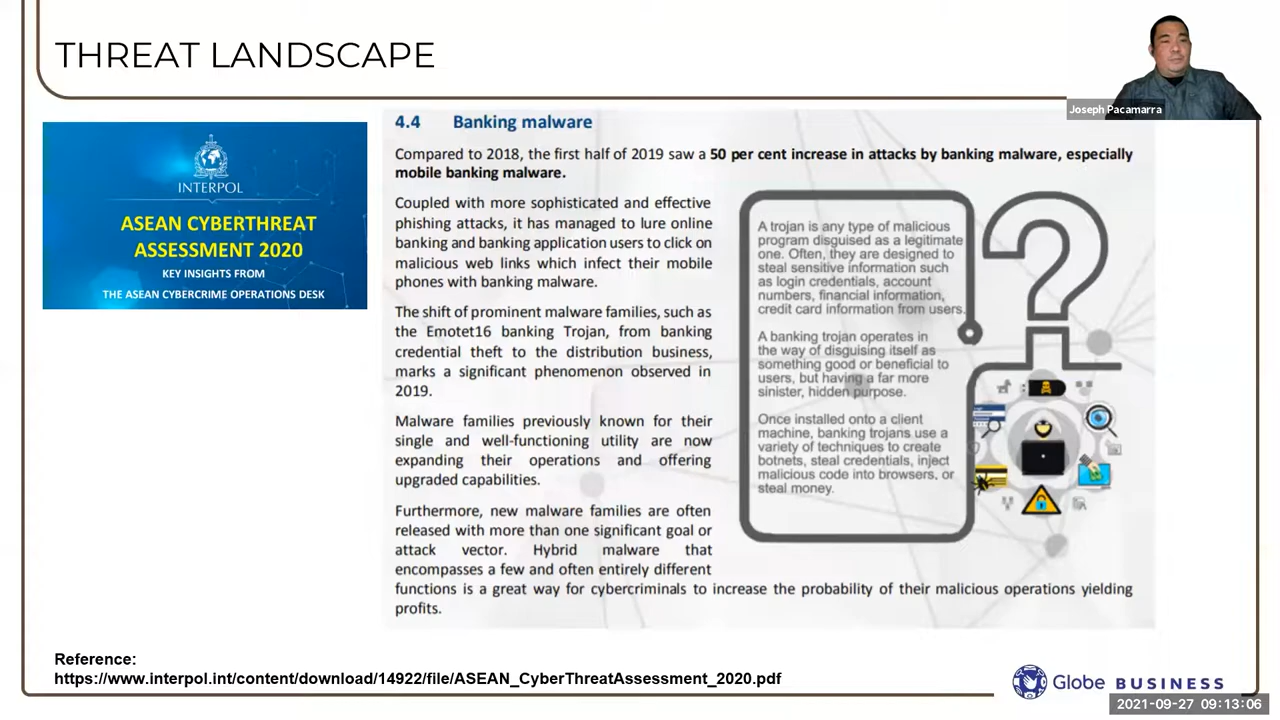 THREAT LANDSCAPE
Joseph Pacamarra
INTERPOL
ASEAN CYBERTHREAT
ASSESSMENT 2020
KEY INSIGHTS FROM
THE ASEAN CYBERCRIME OPERATIONS DESK
4.4 Banking malware
Compared to 2018, the first half of 2019 saw a 50 per cent increase in attacks by banking malware, especially
mobile banking malware.
Coupled with more sophisticated and effective
phishing attacks, it has managed to lure online
banking and banking application users to click on
malicious web links which infect their mobile
phones with banking malware.
The shift of prominent malware families, such as
the Emotet16 banking Trojan, from banking
credential theft to the distribution business,
marks a significant phenomenon observed in
2019.
Malware families previously known for their
single and well-functioning utility are now
expanding their operations and offering
upgraded capabilities.
Furthermore, new malware families are often
released with more than one significant goal or
attack vector. Hybrid malware that
encompasses a few and often entirely different
functions is a great way for cybercriminals to increase the probability of their malicious operations yielding
profits.
A trojan is any type of malicious
program disguised as a legitimate
one. Often, they are designed to
steal sensitive information such
as login credentials, account
numbers, financial information,
credit card information from users.
A banking trojan operates in
the way of disguising itself as
something good or beneficial to
users, but having a far more
sinister, hidden purpose.
Once installed onto a client
machine, banking trojans use a
variety of techniques to create
botnets, steal credentials, inject
malicious code into browsers, or
steal money.
Reference:
https://www.interpol.int/content/download/14922/file/ASEAN_CyberThreatAssessment_2020.pdf
Globe BUSINESS
2021-09-27 09:13:06